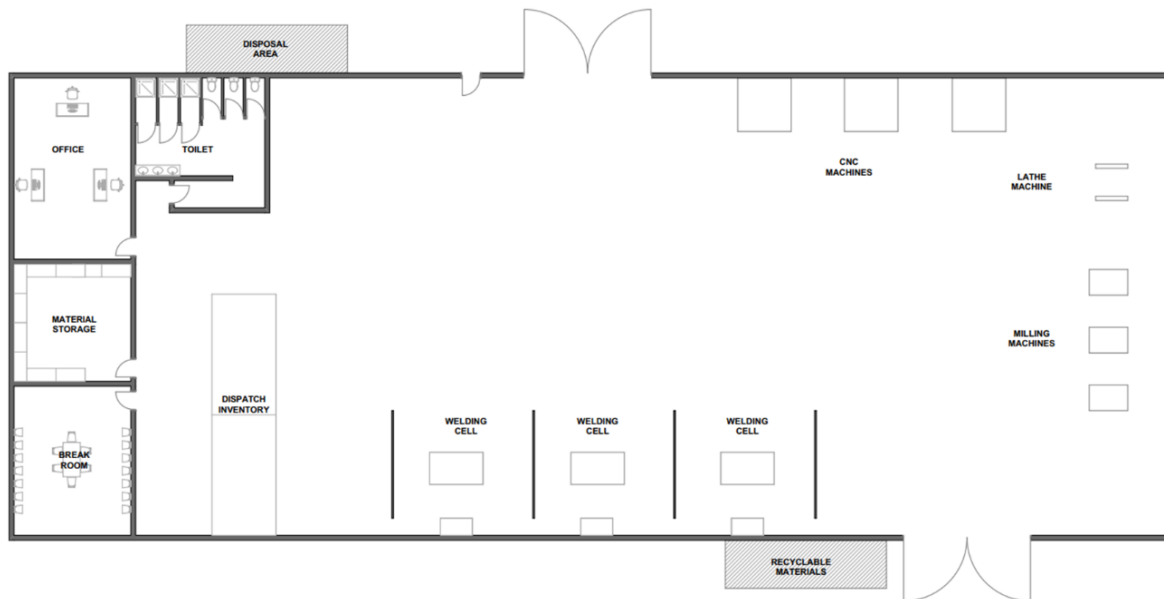 DISPOSAL
AREA
OFFICE
TOILET
CNC
MACHINES
LATHE
MACHINE
MATERIAL
STORAGE
MILLING
MACHINES
DISPATCH
INVENTORY
WELDING
CELL
WELDING
CELL
WELDING
CELL
BREAK
ROOM
RECYCLABLE
MATERIALS